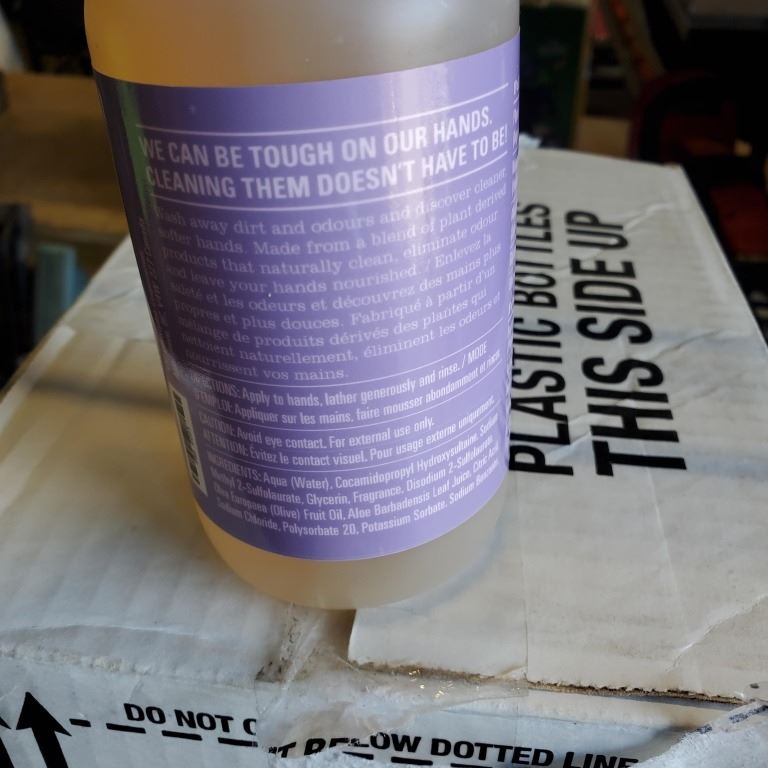 WE CAN BE TOUGH ON OUR HANDS.
CLEANING THEM DOESN'T HAVE TO BE!
Wash away dirt and odours and discover cleaner,
softer hands. Made from a blend of plant derived
products that naturally clean, eliminate odour
and leave your hands nourished. / Enlevez la
saleté et les odeurs et découvrez des mains plus
propres et plus douces. Fabriqué à partir d'un
mélange de produits dérivés des plantes qui
nettoient naturellement, éliminent les odeurs et
nourrissent vos mains.
DIRECTIONS: Apply to hands, lather generously and rinse. / MODE
D'EMPLOI: Appliquer sur les mains, faire mousser abondamment et rincer.
CAUTION: Avoid eye contact. For external use only.
ATTENTION: Évitez le contact visuel. Pour usage externe uniquement.
INGREDIENTS: Aqua (Water), Cocamidopropyl Hydroxysultaine, Sodium
Methyl 2-Sulfolaurate, Glycerin, Fragrance, Disodium 2-Sulfolaurate,
Olea Europaea (Olive) Fruit Oil, Aloe Barbadensis Leaf Juice, Citric Acid,
Sodium Chloride, Polysorbate 20, Potassium Sorbate, Sodium Benzoate.
PLASTIC BOTTLES
THIS SIDE UP
DO NOT C
T BELOW DOTTED LINE